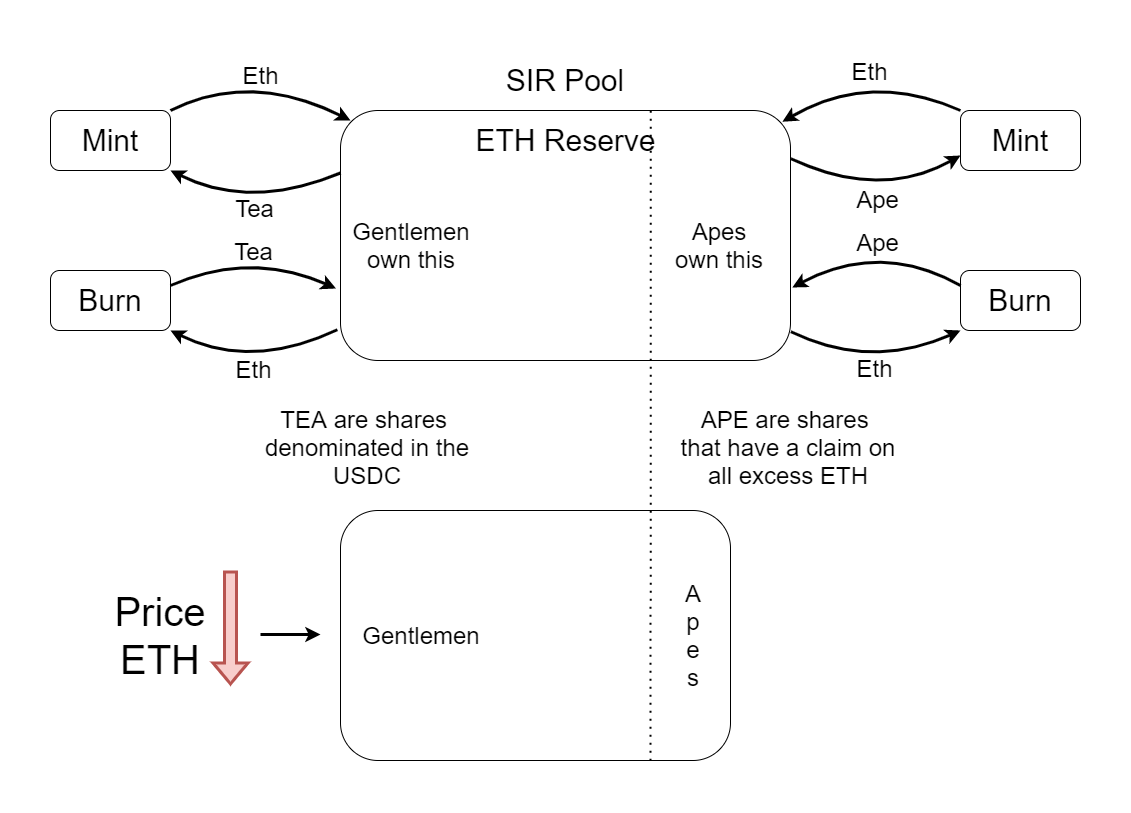 SIR Pool
Eth
Eth
Mint
ETH Reserve
Mint
Tea
Ape
Gentlemen
own this
Apes
own this
Tea
Ape
Burn
Burn
Eth
Eth
TEA are shares
denominated in the
USDC
APE are shares
that have a claim on
all excess ETH
Price
ETH
Gentlemen
A
p
e
s